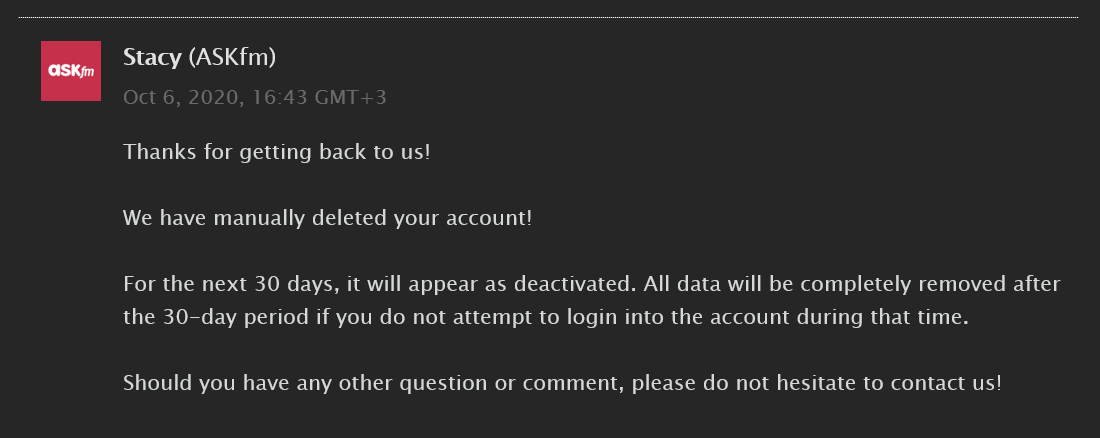 ASKfm
Stacy (ASKfm)
Oct 6, 2020, 16:43 GMT+3
Thanks for getting back to us!
We have manually deleted your account!
For the next 30 days, it will appear as deactivated. All data will be completely removed after
the 30-day period if you do not attempt to login into the account during that time.
Should you have any other question or comment, please do not hesitate to contact us!